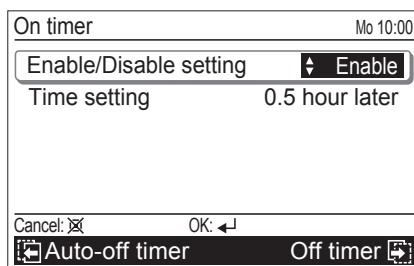 On timer Mo 10:00
Enable/Disable setting Enable
Time setting 0.5 hour later
Cancel: OK:
Auto-off timer Off timer